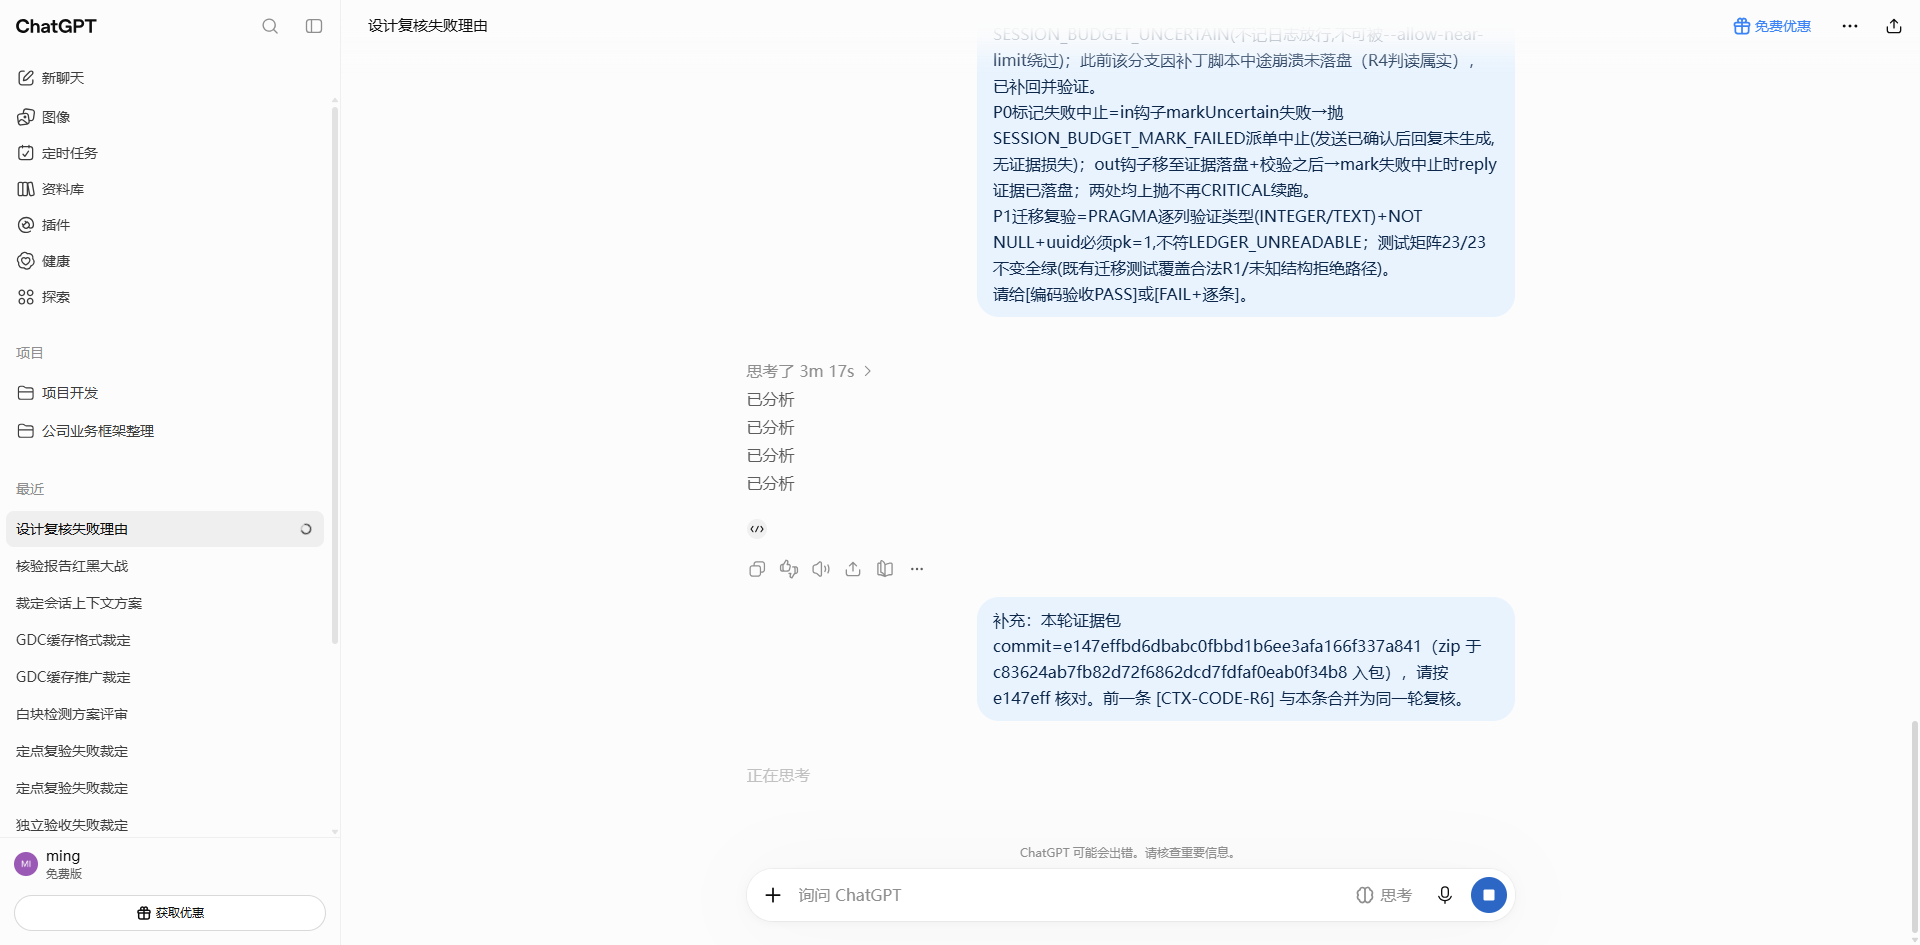 ChatGPT
新聊天
图像
定时任务
资料库
插件
健康
探索
项目
项目开发
公司业务框架整理
最近
设计复核失败理由
核验报告红黑大战
裁定会话上下文方案
GDC缓存格式裁定
GDC缓存推广裁定
白块检测方案评审
定点复验失败裁定
定点复验失败裁定
独立验收失败裁定
MI
ming
免费版
获取优惠
设计复核失败理由
免费优惠
SESSION_BUDGET_UNCERTAIN(不记日志放行,不可被--allow-near-
limit绕过)；此前该分支因补丁脚本中途崩溃未落盘（R4判读属实），
已补回并验证。
P0标记失败中止=in钩子markUncertain失败→抛
SESSION_BUDGET_MARK_FAILED派单中止(发送已确认后回复未生成,
无证据损失)；out钩子移至证据落盘+校验之后→mark失败中止时reply
证据已落盘；两处均上抛不再CRITICAL续跑。
P1迁移复验=PRAGMA逐列验证类型(INTEGER/TEXT)+NOT
NULL+uuid必须pk=1,不符LEDGER_UNREADABLE；测试矩阵23/23
不变全绿(既有迁移测试覆盖合法R1/未知结构拒绝路径)。
请给[编码验收PASS]或[FAIL+逐条]。
思考了 3m 17s
已分析
已分析
已分析
已分析
补充：本轮证据包
commit=e147effbd6dbabc0fbbd1b6ee3afa166f337a841（zip 于
c83624ab7fb82d72f6862dcd7fdfaf0eab0f34b8 入包），请按
e147eff 核对。前一条 [CTX-CODE-R6] 与本条合并为同一轮复核。
正在思考
ChatGPT 可能会出错。请核查重要信息。
询问 ChatGPT
思考